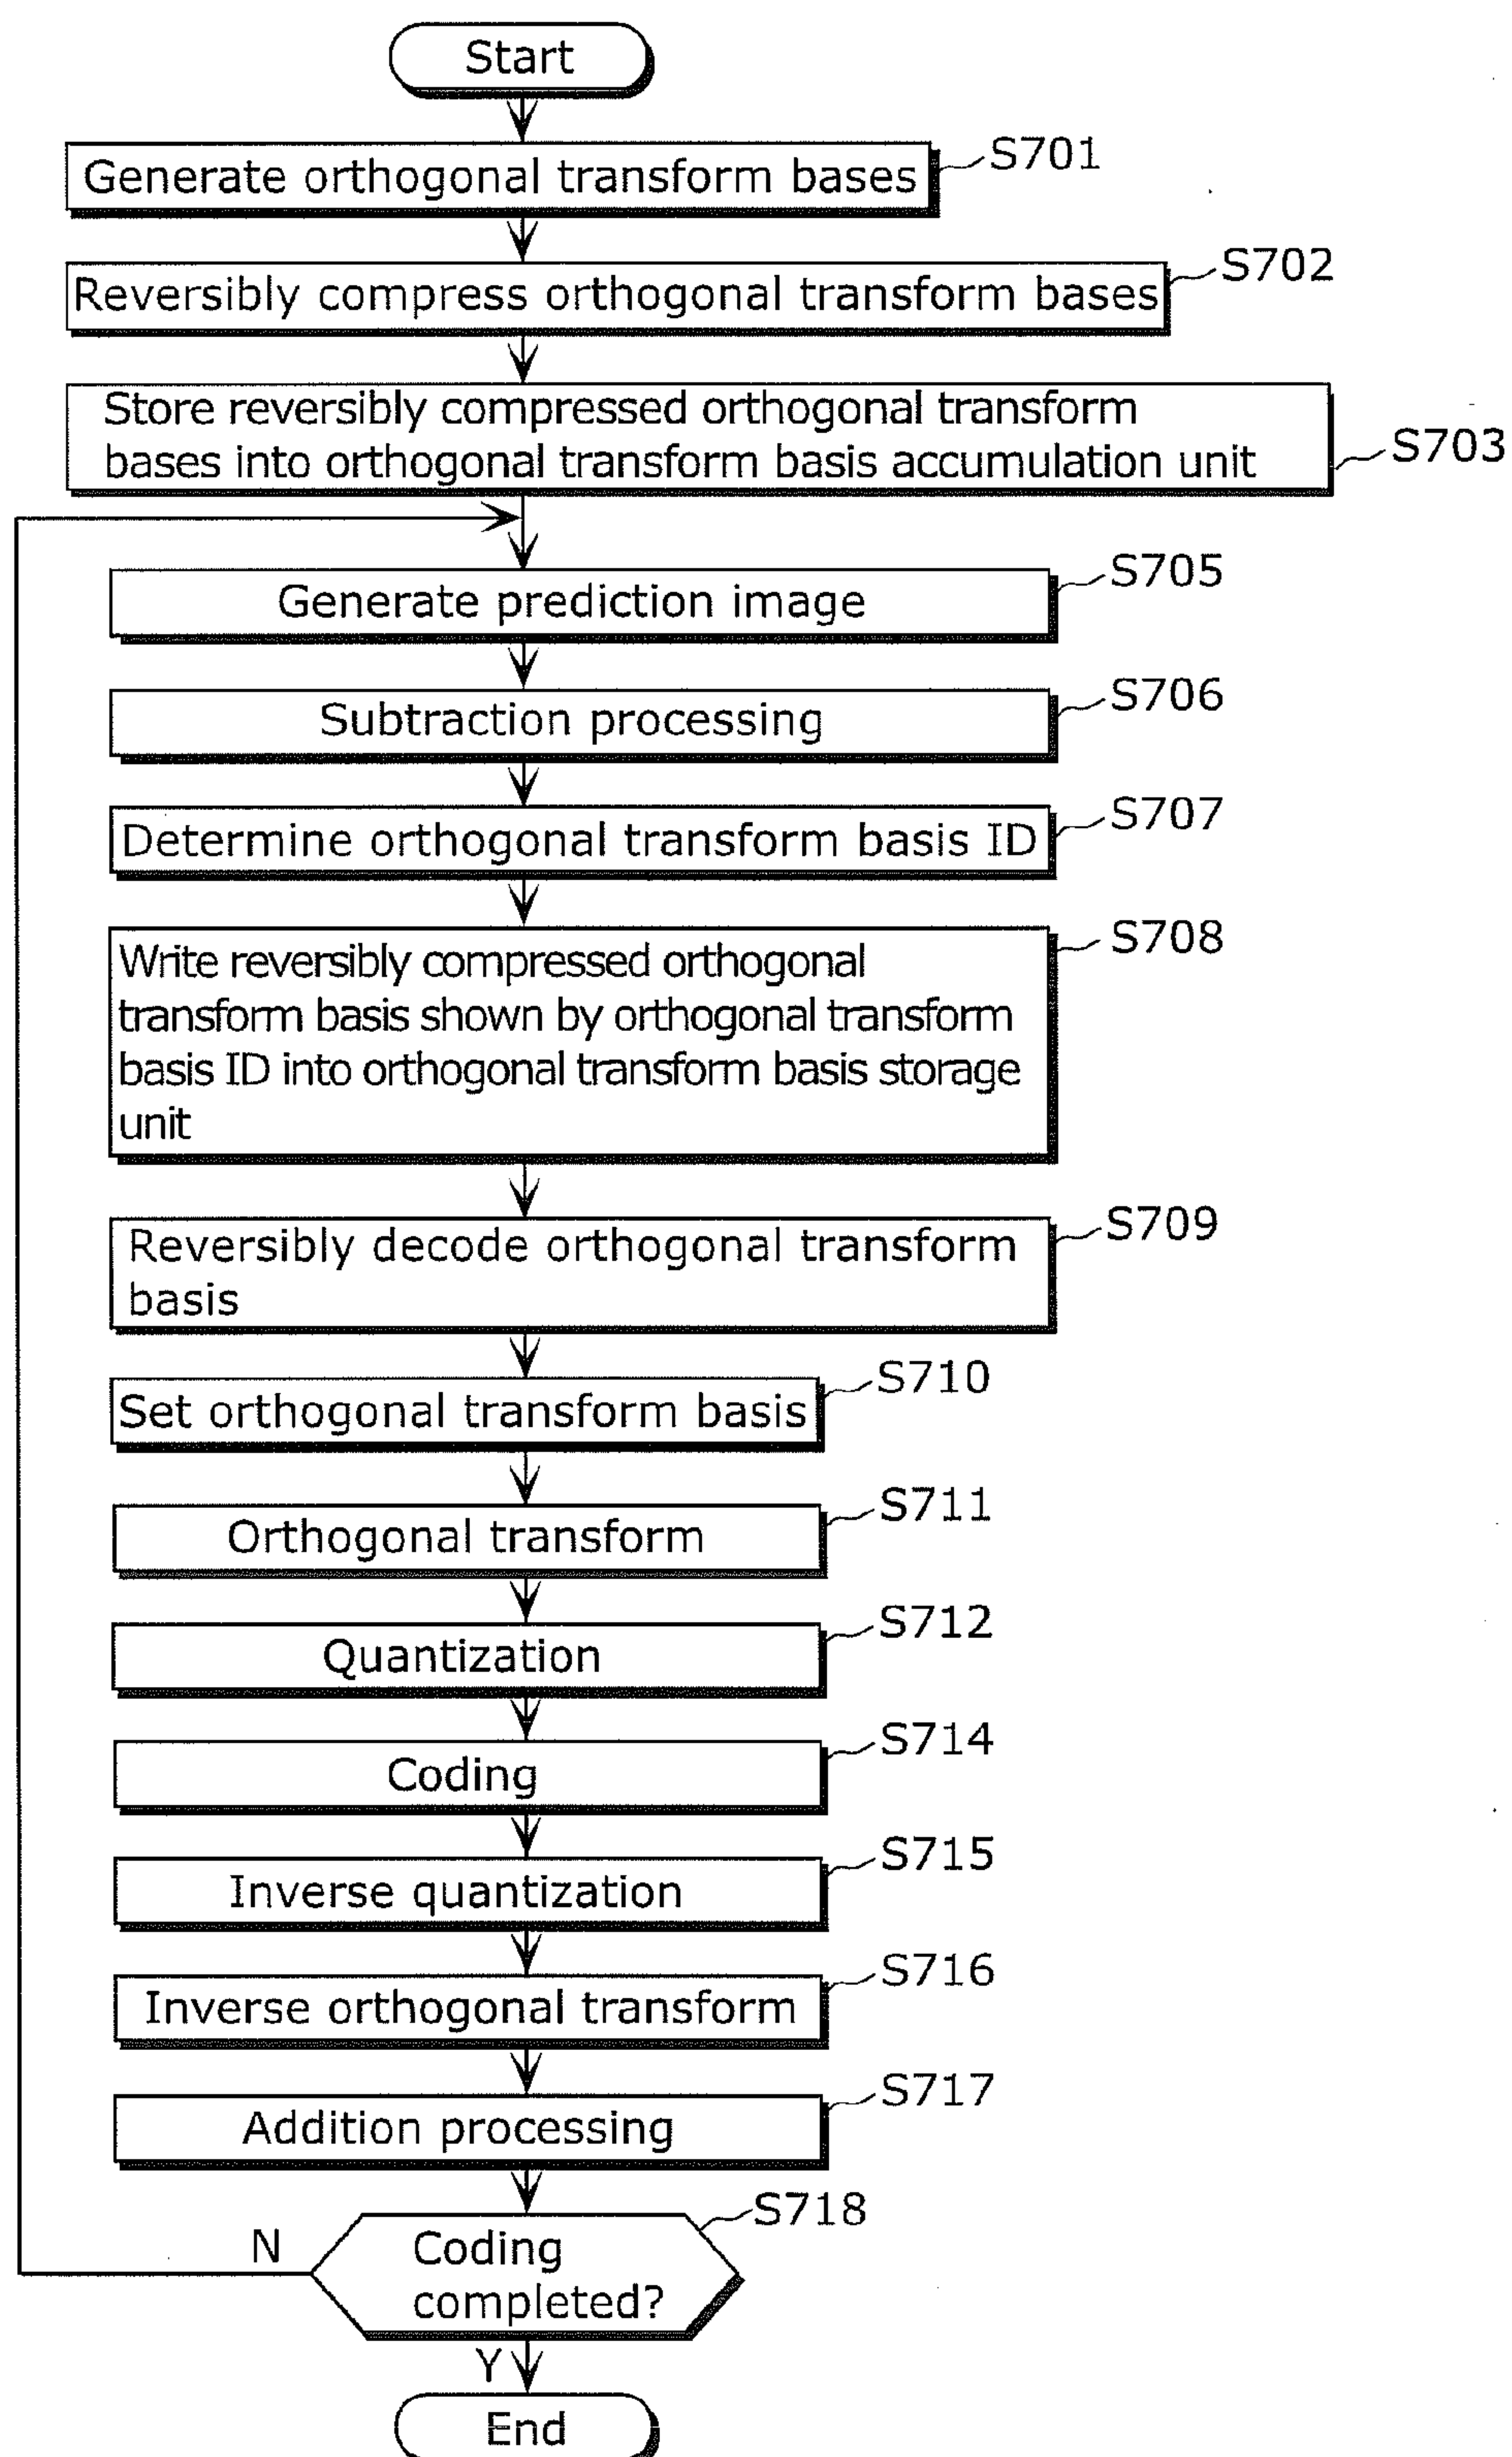 Start
Generate orthogonal transform bases
S701
Reversibly compress orthogonal transform bases
S702
Store reversibly compressed orthogonal transform
bases into orthogonal transform basis accumulation unit
S703
Generate prediction image
S705
Subtraction processing
S706
Determine orthogonal transform basis ID
S707
Write reversibly compressed orthogonal
transform basis shown by orthogonal transform
basis ID into orthogonal transform basis storage
unit
S708
Reversibly decode orthogonal transform
basis
S709
Set orthogonal transform basis
S710
Orthogonal transform
S711
Quantization
S712
Coding
S714
Inverse quantization
S715
Inverse orthogonal transform
S716
Addition processing
S717
Coding
completed?
S718
N
Y
End